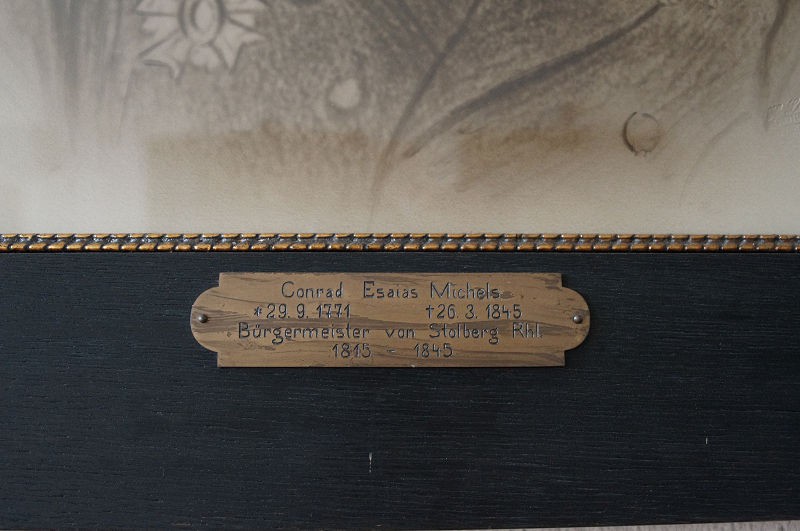 Conrad Esaias Michels
*29.9.1771 †26.3.1845
Bürgermeister von Stolberg Rhl.
1815 - 1845